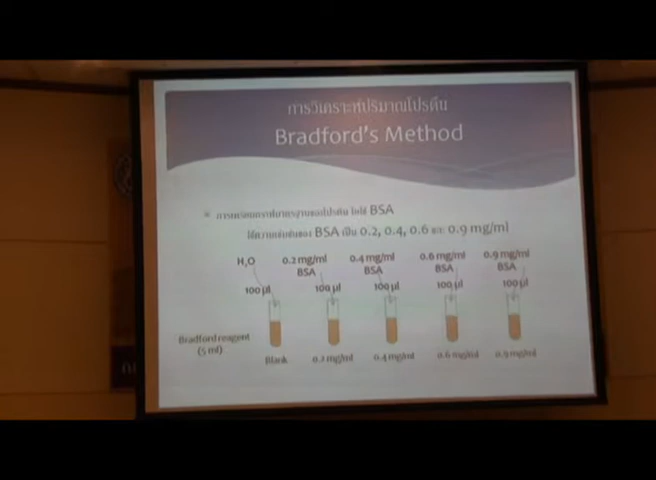 การวิเคราะห์ปริมาณโปรตีน
Bradford's Method
การเตรียมกราฟมาตรฐานของโปรตีน โดยใช้ BSA
ใช้ความเข้มข้นของ BSA เป็น 0.2, 0.4, 0.6 และ 0.9 mg/ml
H₂O 0.2 mg/ml 0.4 mg/ml 0.6 mg/ml 0.9 mg/ml
BSA BSA BSA BSA
100 μl 100 μl 100 μl 100 μl 100 μl
Bradford reagent
(5 ml)
Blank 0.2 mg/ml 0.4 mg/ml 0.6 mg/ml 0.9 mg/ml